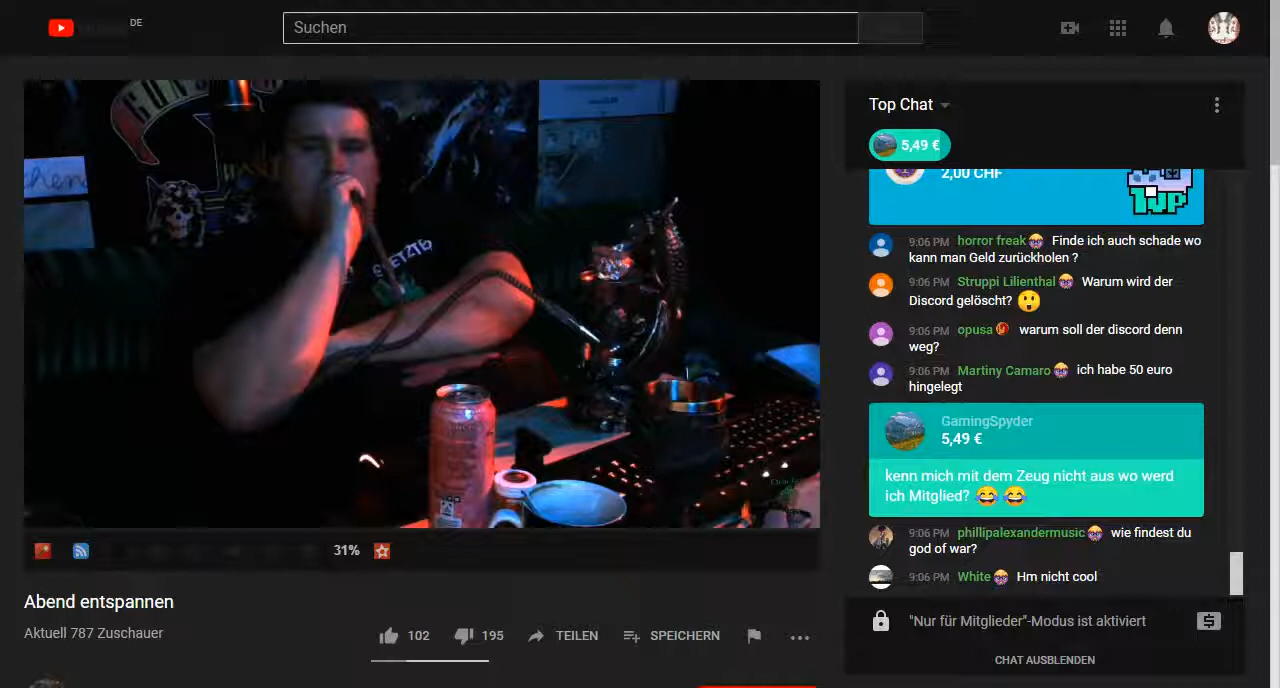 DE
Suchen
GUNS
chen
ETZTER
Top Chat
5,49 €
2,00 CHF
1UP
9:06 PM horror freak Finde ich auch schade wo
kann man Geld zurückholen ?
9:06 PM Struppi Lilienthal Warum wird der
Discord gelöscht?
9:06 PM opusa warum soll der discord denn
weg?
9:06 PM Martiny Camaro ich habe 50 euro
hingelegt
GamingSpyder
5,49 €
kenn mich mit dem Zeug nicht aus wo werd
ich Mitglied?
9:06 PM phillipalexandermusic wie findest du
god of war?
9:06 PM White Hm nicht cool
31%
Abend entspannen
Aktuell 787 Zuschauer
102
195
TEILEN
SPEICHERN
"Nur für Mitglieder"-Modus ist aktiviert
CHAT AUSBLENDEN